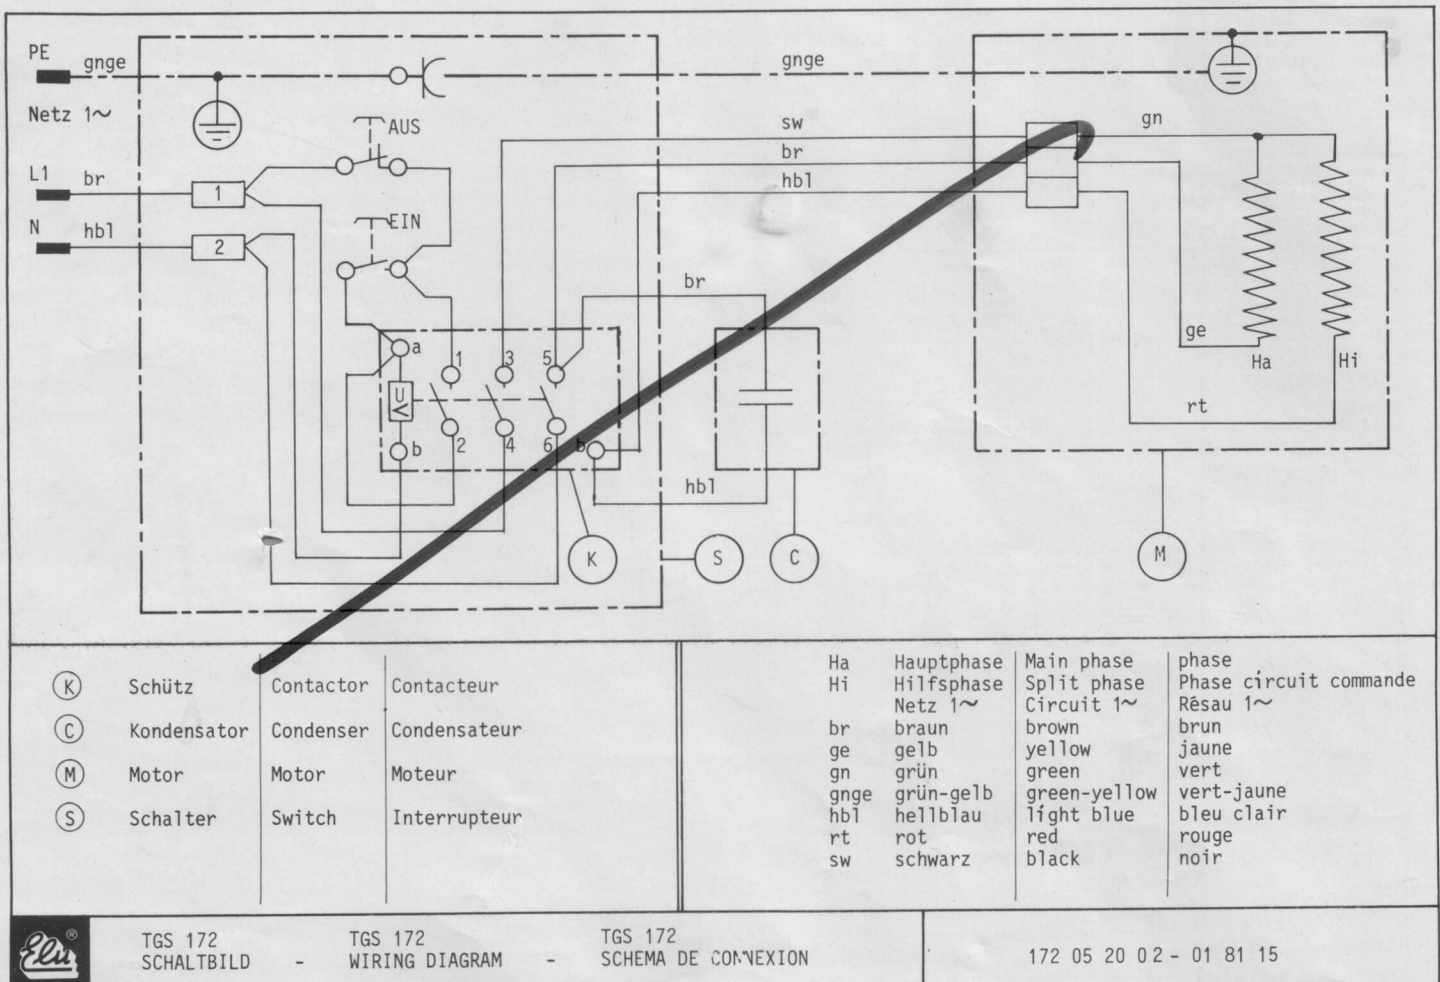 PE
gnge
gnge
Netz 1~
AUS
sw
gn
br
L1
br
hbl
1
EIN
N
hbl
2
br
a
1
3
5
ge
Ha
Hi
U
<
rt
b
2
4
6
b
hbl
K
S
C
M
K Schütz Contactor Contacteur
C Kondensator Condenser Condensateur
M Motor Motor Moteur
S Schalter Switch Interrupteur
Ha Hauptphase Main phase phase
Hi Hilfsphase Split phase Phase circuit commande
Netz 1~ Circuit 1~ Résau 1~
br braun brown brun
ge gelb yellow jaune
gn grün green vert
gnge grün-gelb green-yellow vert-jaune
hbl hellblau light blue bleu clair
rt rot red rouge
sw schwarz black noir
Elu ®
TGS 172 TGS 172 TGS 172
SCHALTBILD - WIRING DIAGRAM - SCHEMA DE CONNEXION
172 05 20 02 - 01 81 15